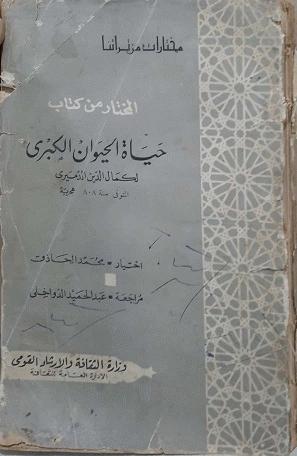 مختارات من تراثنا
المختار من كتاب
حياة الحيوان الكبرى
لكمال الدين الدميري
المتوفى سنة ٨٠٨ هجرية
اختيار • محمد الحاذق
مراجعة • عبد الحميد الدواخلي
وزارة الثقافة والإرشاد القومى
الإدارة العامة للثقافة